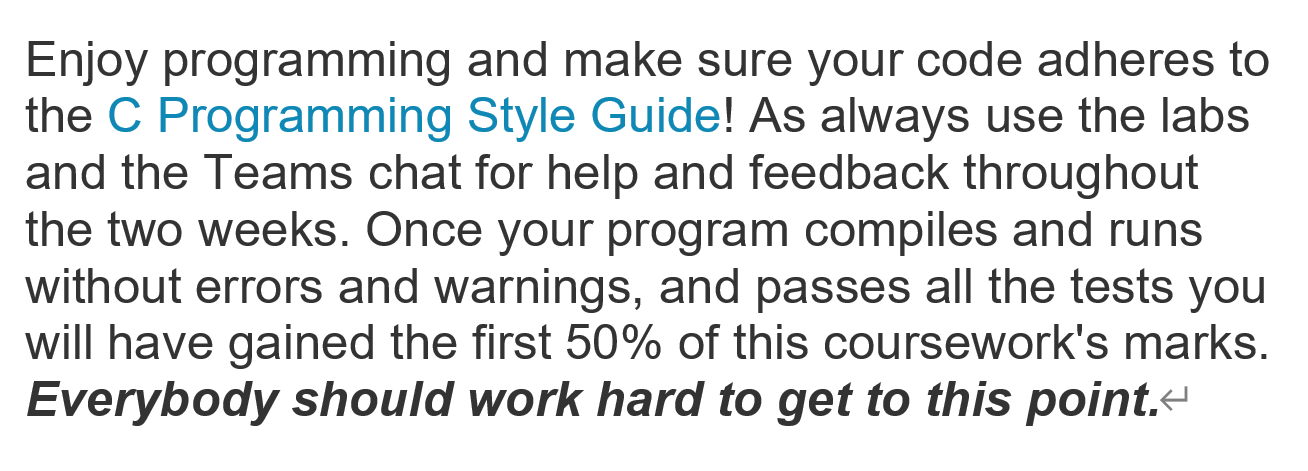 Enjoy programming and make sure your code adheres to
the C Programming Style Guide! As always use the labs
and the Teams chat for help and feedback throughout
the two weeks. Once your program compiles and runs
without errors and warnings, and passes all the tests you
will have gained the first 50% of this coursework's marks.
Everybody should work hard to get to this point.↵